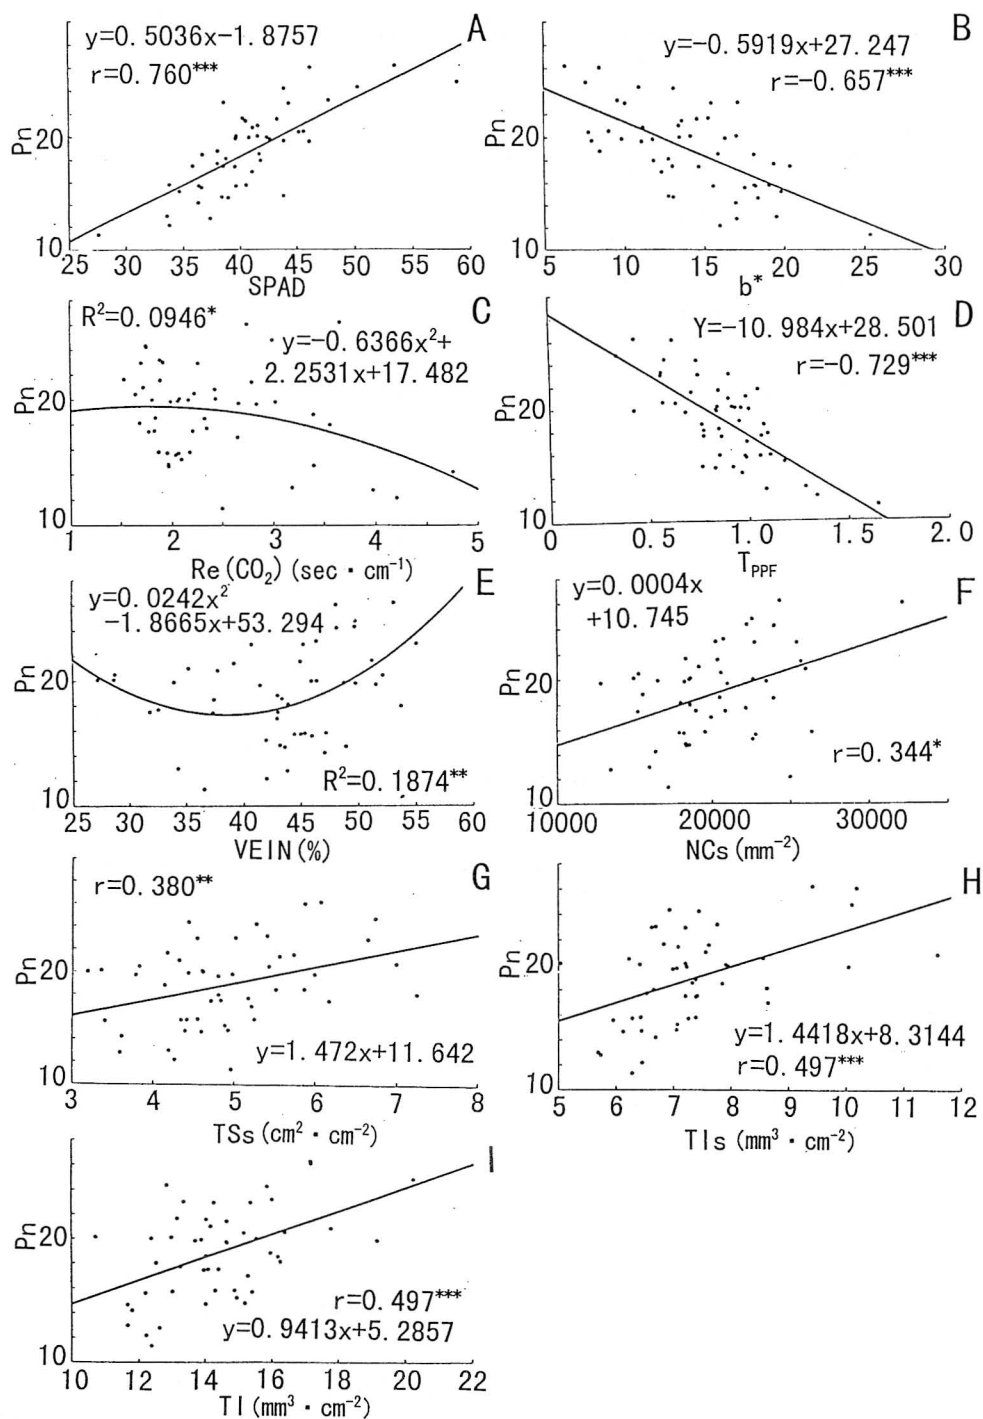 A
y=0.5036x-1.8757
r=0.760***
Pn
20
10
25 30 35 40 45 50 55 60
SPAD
B
y=-0.5919x+27.247
r=-0.657***
Pn
20
10
5 10 15 20 25 30
b*
C
R²=0.0946*
y=-0.6366x²+
2.2531x+17.482
Pn
20
10
1 2 3 4 5
Re(CO₂)(sec・cm⁻¹)
D
Y=-10.984x+28.501
r=-0.729***
Pn
20
10
0 0.5 1.0 1.5 2.0
T_PPF
E
y=0.0242x²
-1.8665x+53.294
R²=0.1874**
Pn
20
10
25 30 35 40 45 50 55 60
VEIN(%)
F
y=0.0004x
+10.745
r=0.344*
Pn
20
10
10000 20000 30000
NCs(mm⁻²)
G
r=0.380**
y=1.472x+11.642
Pn
20
10
3 4 5 6 7 8
TSs(cm²・cm⁻²)
H
y=1.4418x+8.3144
r=0.497***
Pn
20
10
5 6 7 8 9 10 11 12
TIs(mm³・cm⁻²)
I
r=0.497***
y=0.9413x+5.2857
Pn
20
10
10 12 14 16 18 20 22
TI(mm³・cm⁻²)